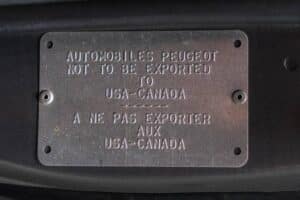 AUTOMOBILES PEUGEOT
NOT TO BE EXPORTED
TO
USA-CANADA
------
A NE PAS EXPORTER
AUX
USA-CANADA